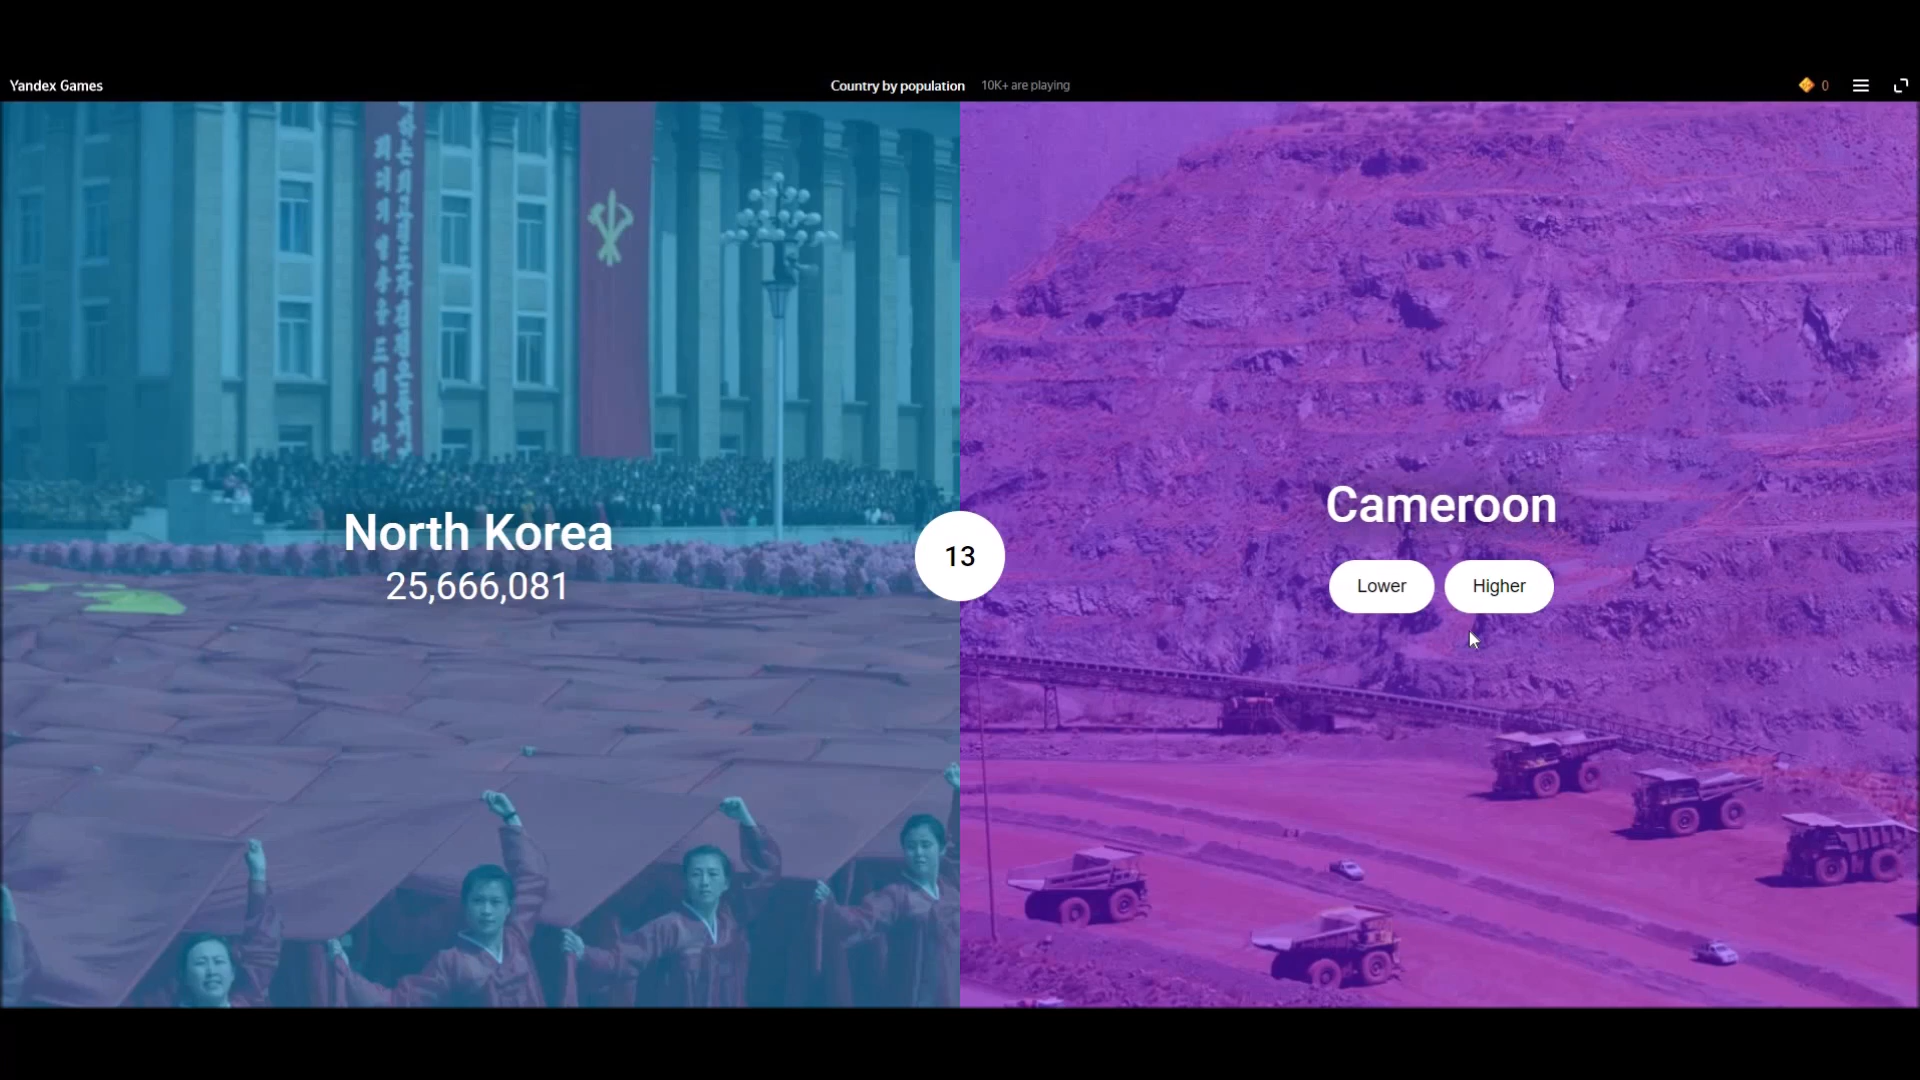 Yandex Games
Country by population
10K+ are playing
0
North Korea
25,666,081
13
Cameroon
Lower
Higher